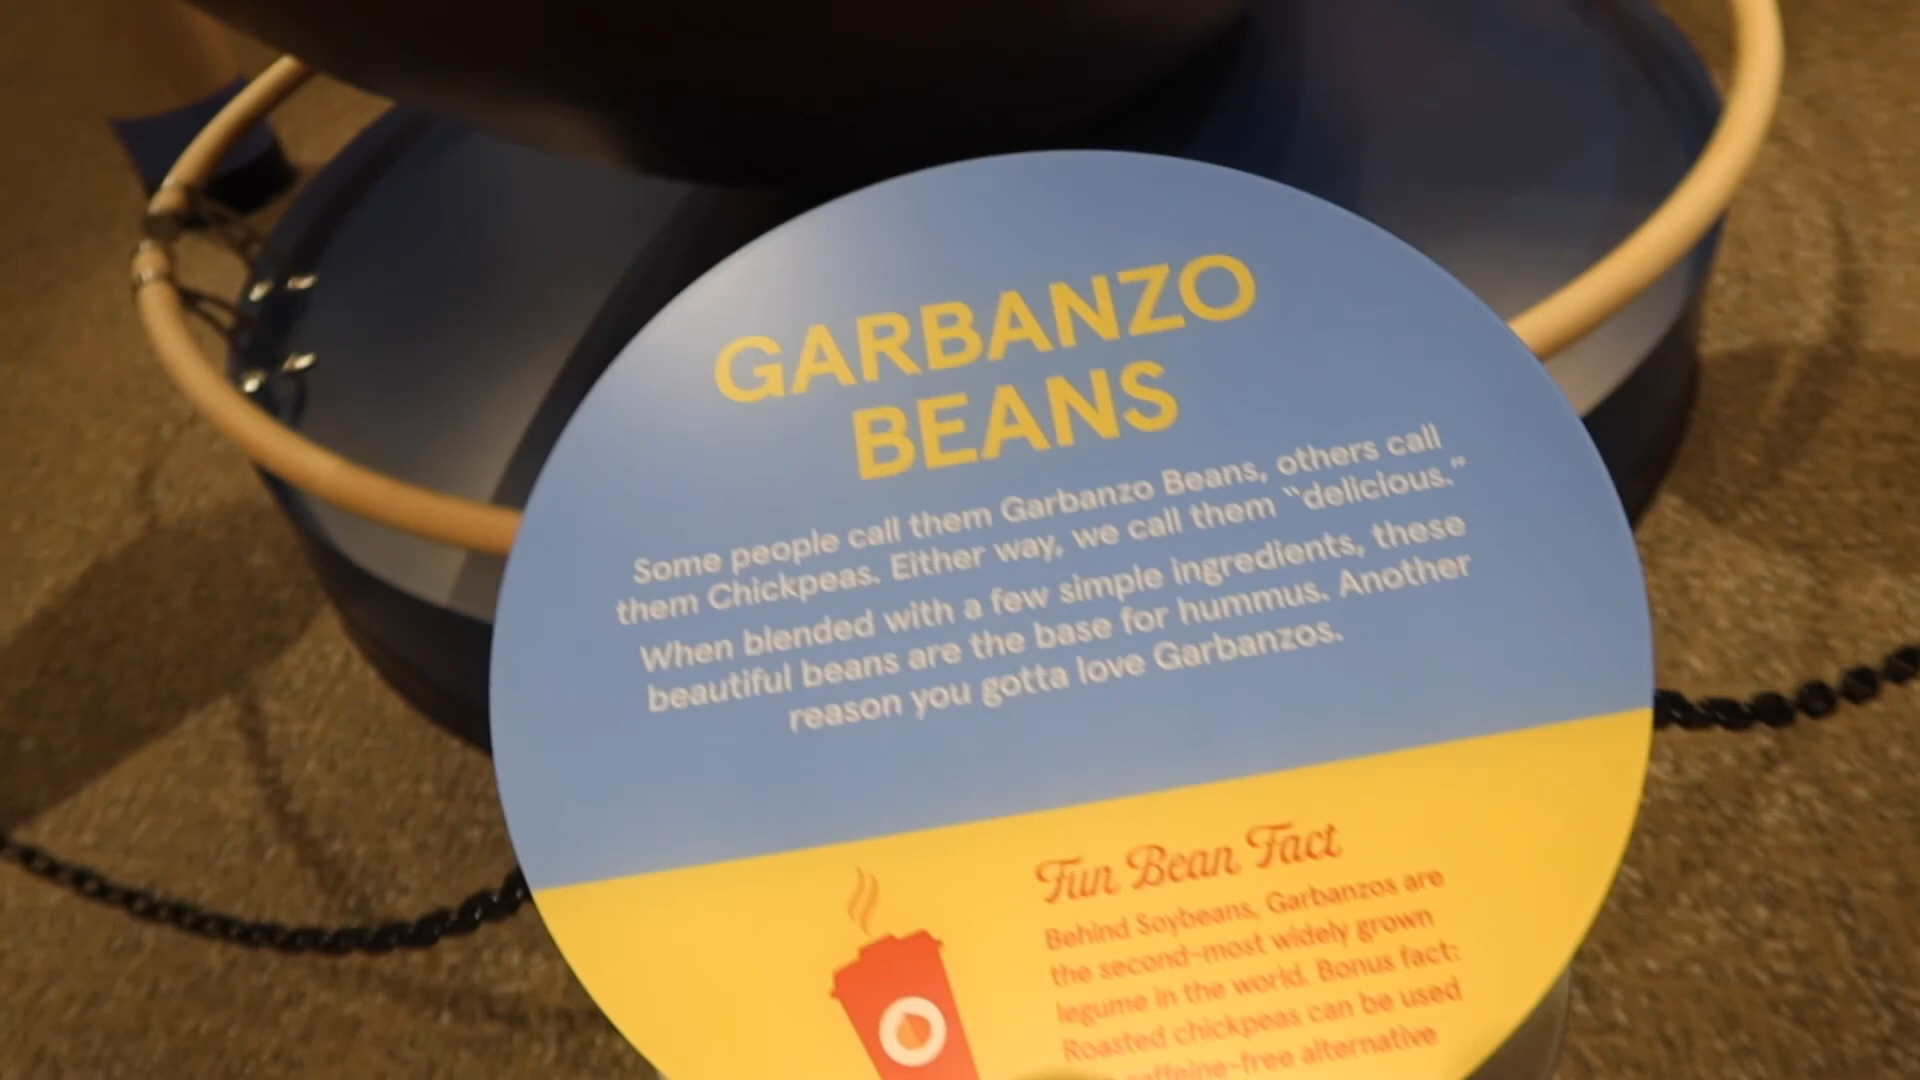 GARBANZO
BEANS
Some people call them Garbanzo Beans, others call
them Chickpeas. Either way, we call them “delicious.”
When blended with a few simple ingredients, these
beautiful beans are the base for hummus. Another
reason you gotta love Garbanzos.
Fun Bean Fact
Behind Soybeans, Garbanzos are
the second-most widely grown
legume in the world. Bonus fact:
Roasted chickpeas can be used
caffeine-free alternative